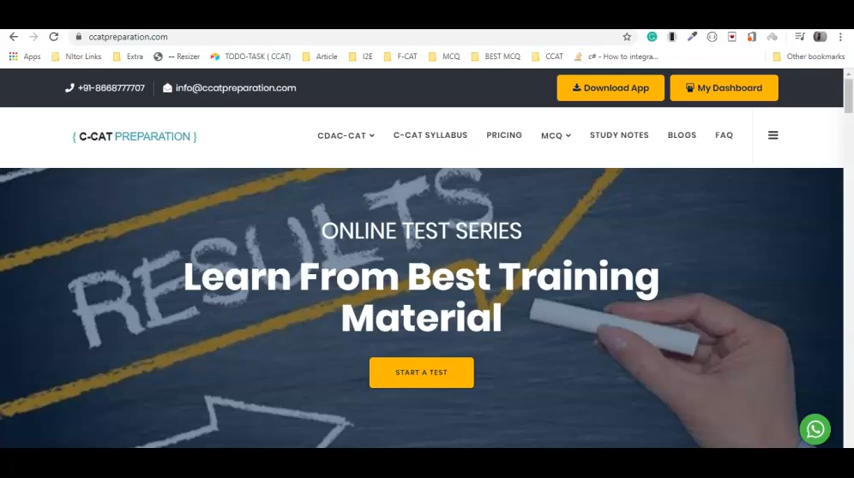 ccatpreparation.com
Apps NItor Links Extra -- Resizer TODO-TASK ( CCAT) Article I2E F-CAT MCQ BEST MCQ CCAT c# - How to integra... Other bookmarks
+91-8668777707 info@ccatpreparation.com Download App My Dashboard
{ C-CAT PREPARATION } CDAC-CAT C-CAT SYLLABUS PRICING MCQ STUDY NOTES BLOGS FAQ
RESULTS
ONLINE TEST SERIES
Learn From Best Training
Material
START A TEST